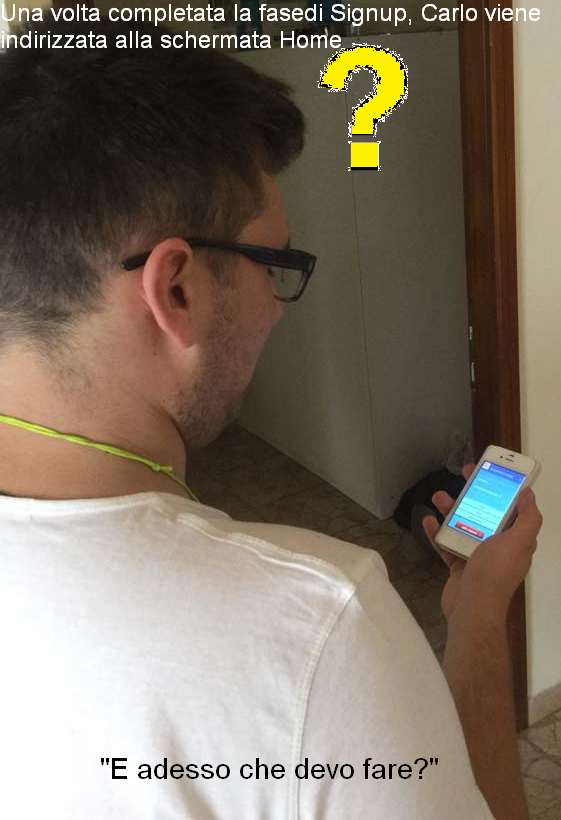 Una volta completata la fasedi Signup, Carlo viene
indirizzata alla schermata Home
?
"E adesso che devo fare?"